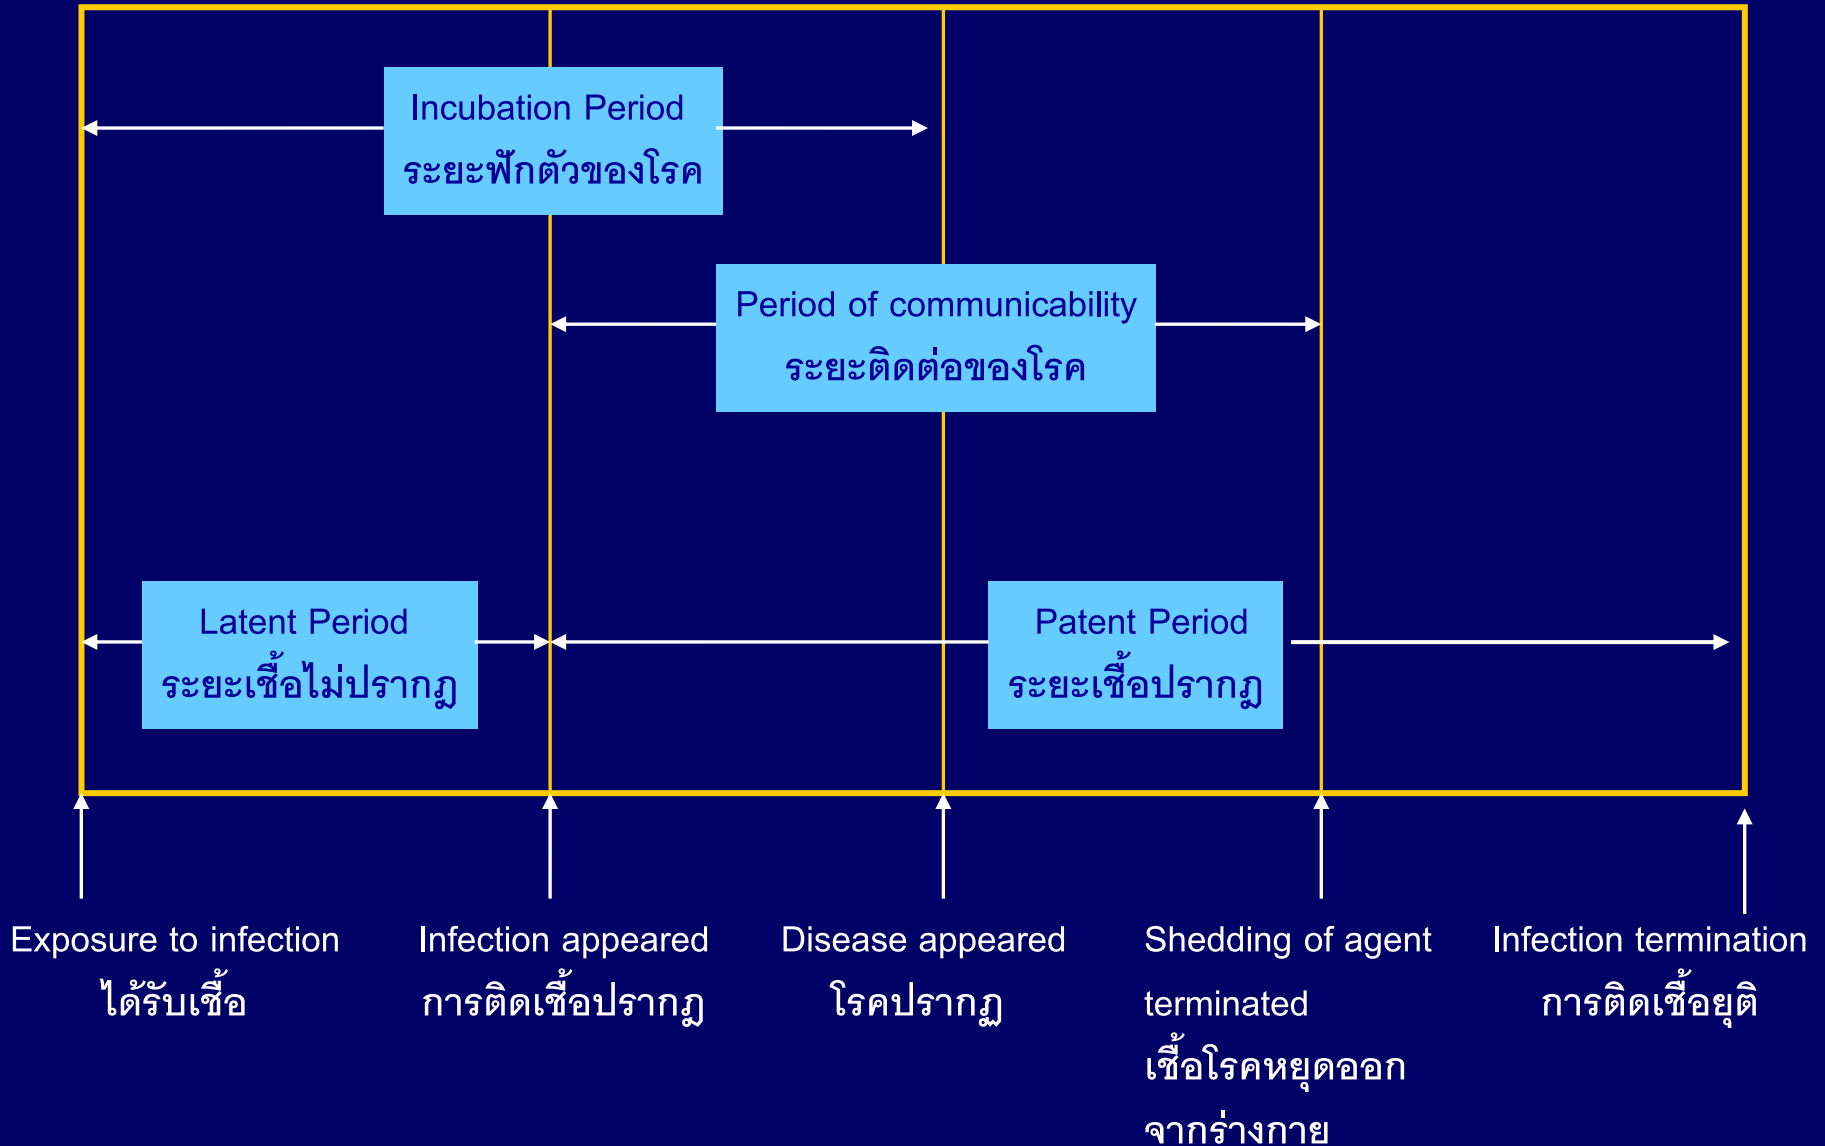 Incubation Period
ระยะฟักตัวของโรค
Period of communicability
ระยะติดต่อของโรค
Latent Period
ระยะเชื้อไม่ปรากฎ
Patent Period
ระยะเชื้อปรากฎ
Exposure to infection
ได้รับเชื้อ
Infection appeared
การติดเชื้อปรากฎ
Disease appeared
โรคปรากฏ
Shedding of agent
terminated
เชื้อโรคหยุดออก
จากร่างกาย
Infection termination
การติดเชื้อยุติ